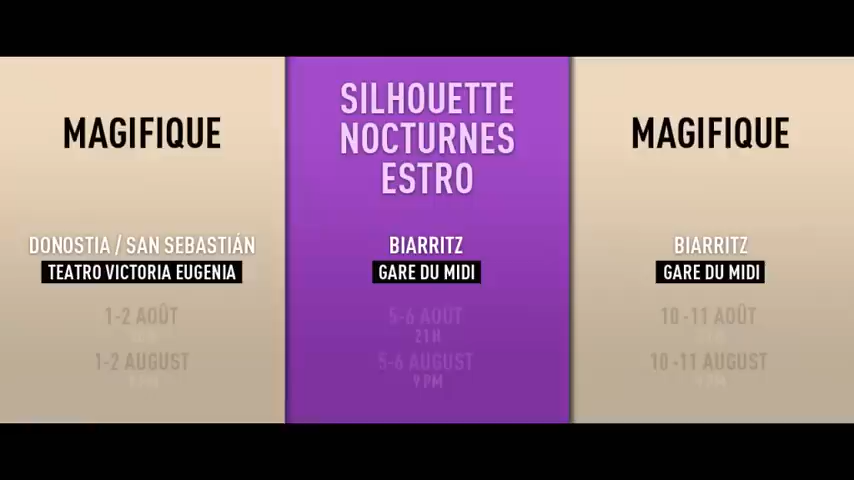 MAGIFIQUE
DONOSTIA / SAN SEBASTIÁN
TEATRO VICTORIA EUGENIA
1-2 AOÛT
1-2 AUGUST
SILHOUETTE
NOCTURNES
ESTRO
BIARRITZ
GARE DU MIDI
5-6 AOÛT
21 H
5-6 AUGUST
9 PM
MAGIFIQUE
BIARRITZ
GARE DU MIDI
10 -11 AOÛT
10 -11 AUGUST